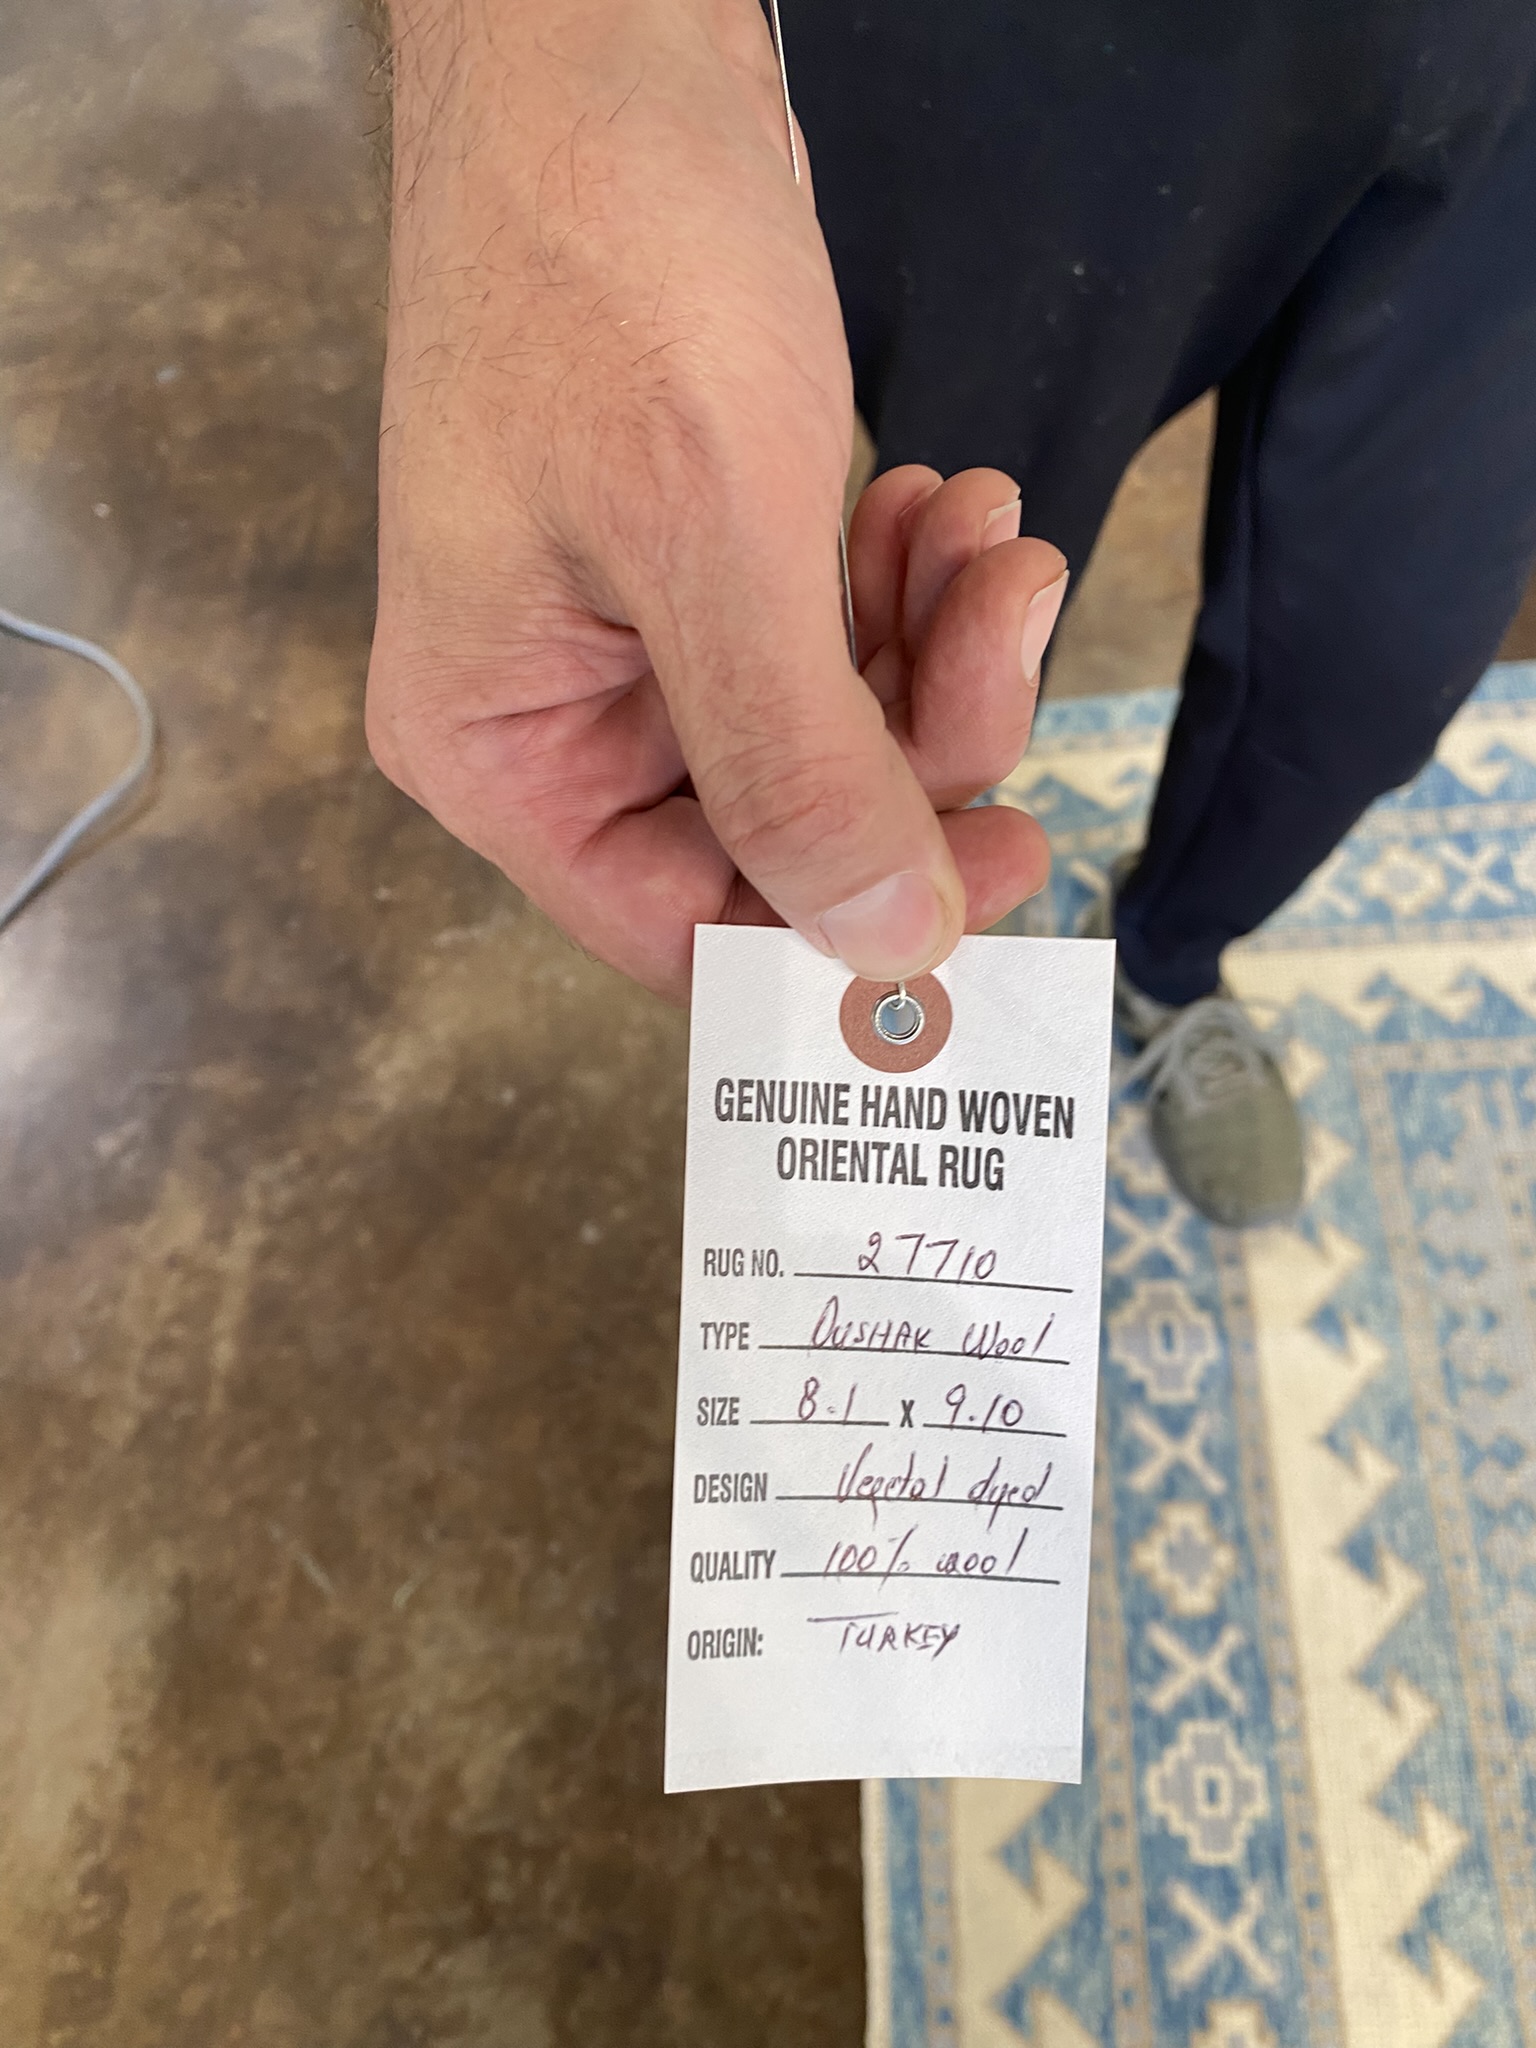 GENUINE HAND WOVEN
ORIENTAL RUG
RUG NO. 27710
TYPE OUSHAK Wool
SIZE 8.1 X 9.10
DESIGN Vegetal dyed
QUALITY 100% wool
ORIGIN: TURKEY